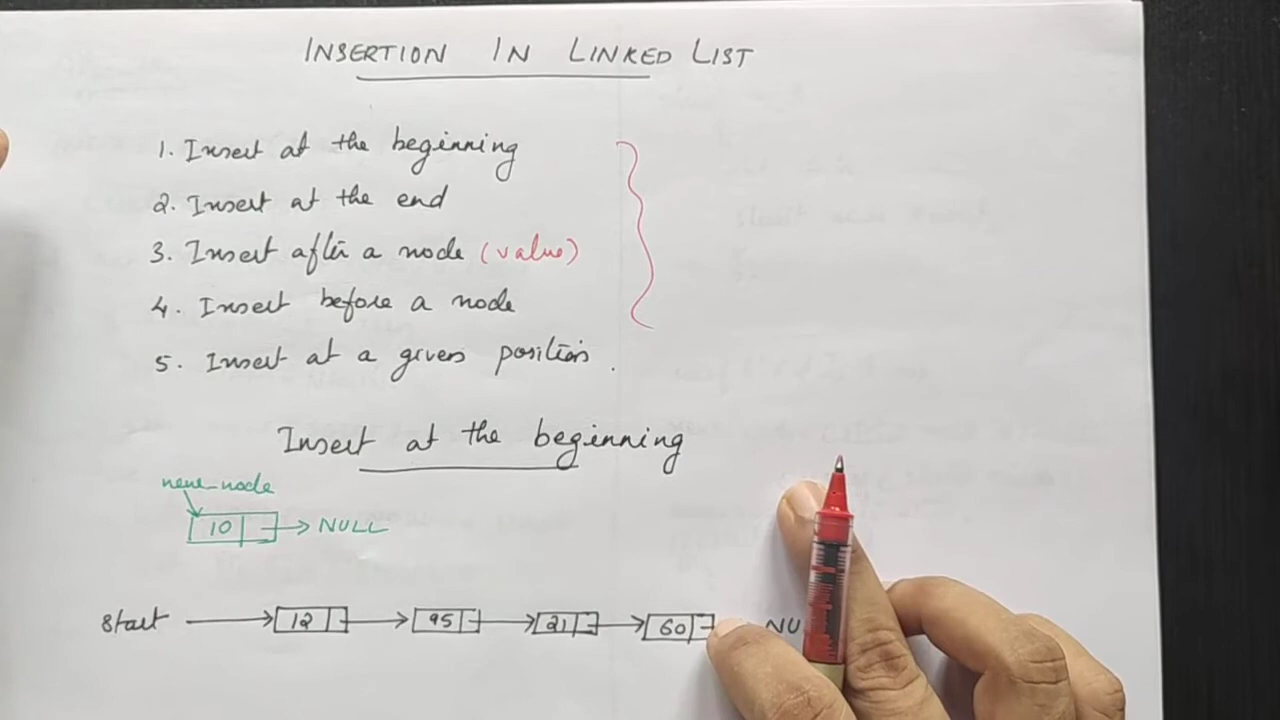 INSERTION IN LINKED LIST
1. Insert at the beginning
2. Insert at the end
3. Insert after a node (value)
4. Insert before a node
5. Insert at a given position.
Insert at the beginning
new_node
10 NULL
Start 12 95 21 60 NU